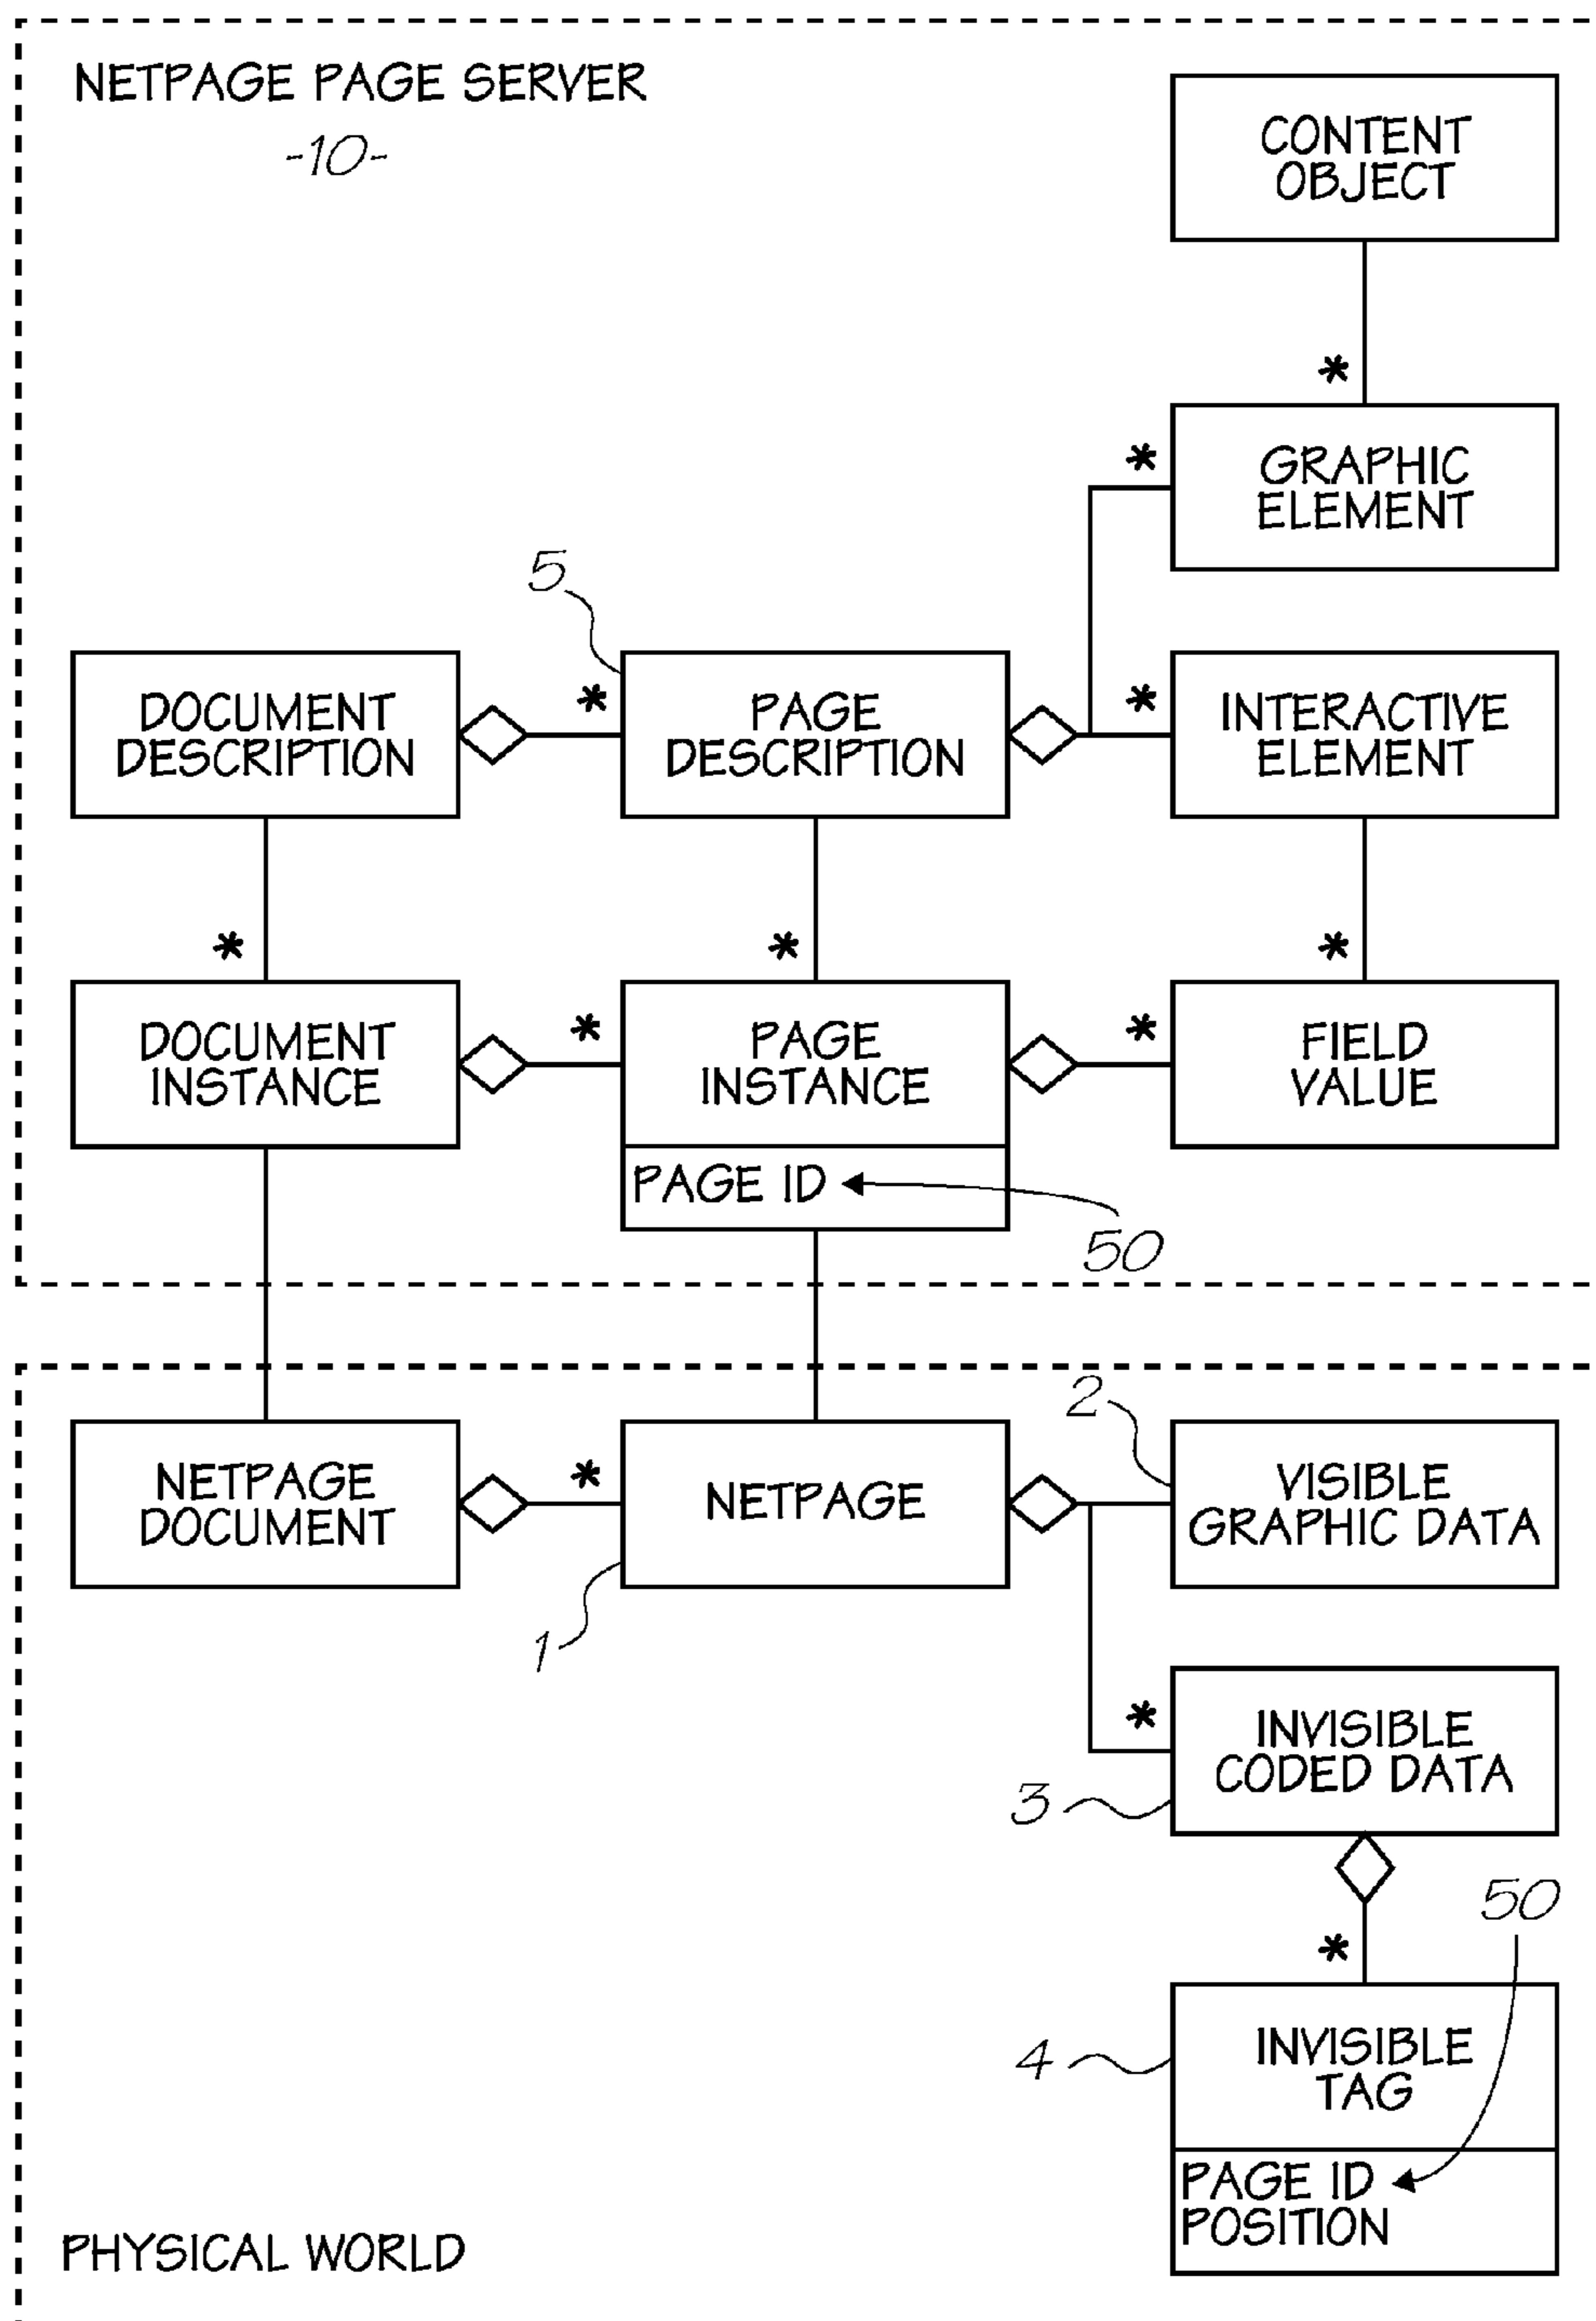 NETPAGE PAGE SERVER
-10-
CONTENT
OBJECT
*
*
GRAPHIC
ELEMENT
5
DOCUMENT
DESCRIPTION
*
PAGE
DESCRIPTION
*
INTERACTIVE
ELEMENT
*
*
*
DOCUMENT
INSTANCE
*
PAGE
INSTANCE
*
FIELD
VALUE
PAGE ID
50
2
NETPAGE
DOCUMENT
*
NETPAGE
VISIBLE
GRAPHIC DATA
1
*
INVISIBLE
CODED DATA
3
50
*
4
INVISIBLE
TAG
PAGE ID
POSITION
PHYSICAL WORLD